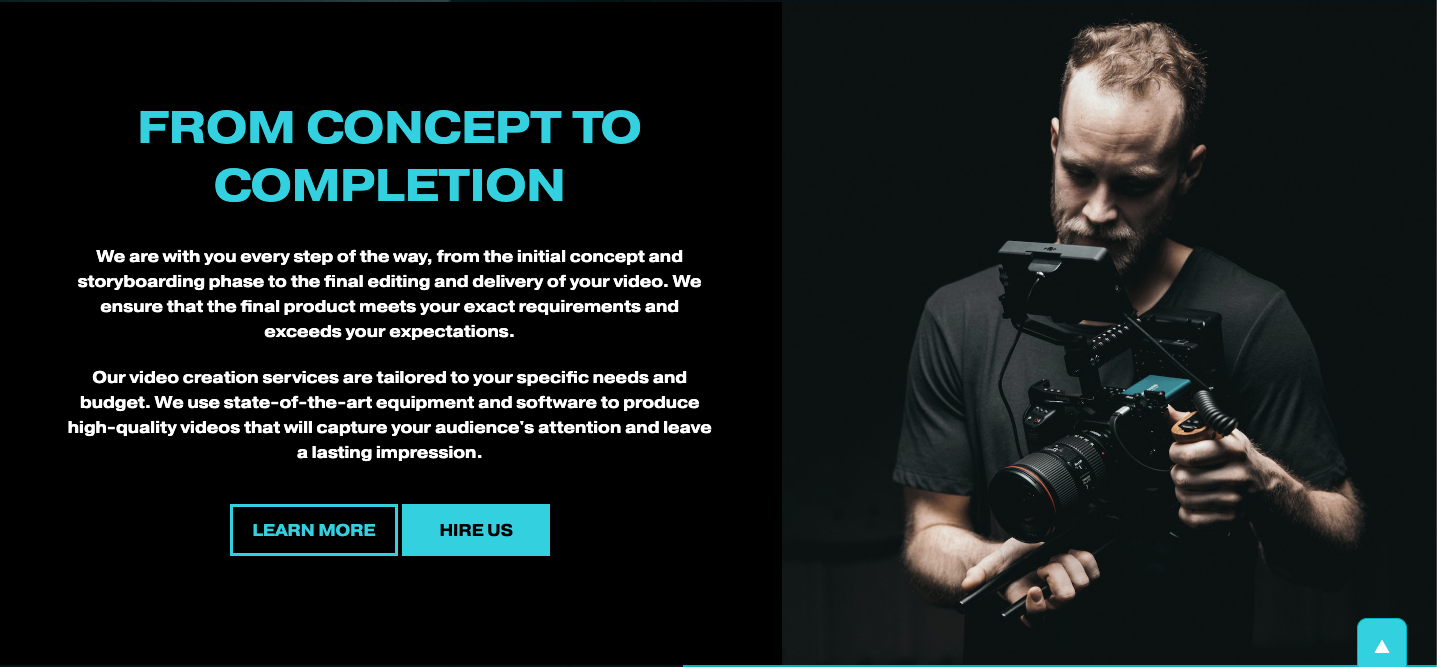 FROM CONCEPT TO
COMPLETION
We are with you every step of the way, from the initial concept and
storyboarding phase to the final editing and delivery of your video. We
ensure that the final product meets your exact requirements and
exceeds your expectations.
Our video creation services are tailored to your specific needs and
budget. We use state-of-the-art equipment and software to produce
high-quality videos that will capture your audience's attention and leave
a lasting impression.
LEARN MORE
HIRE US